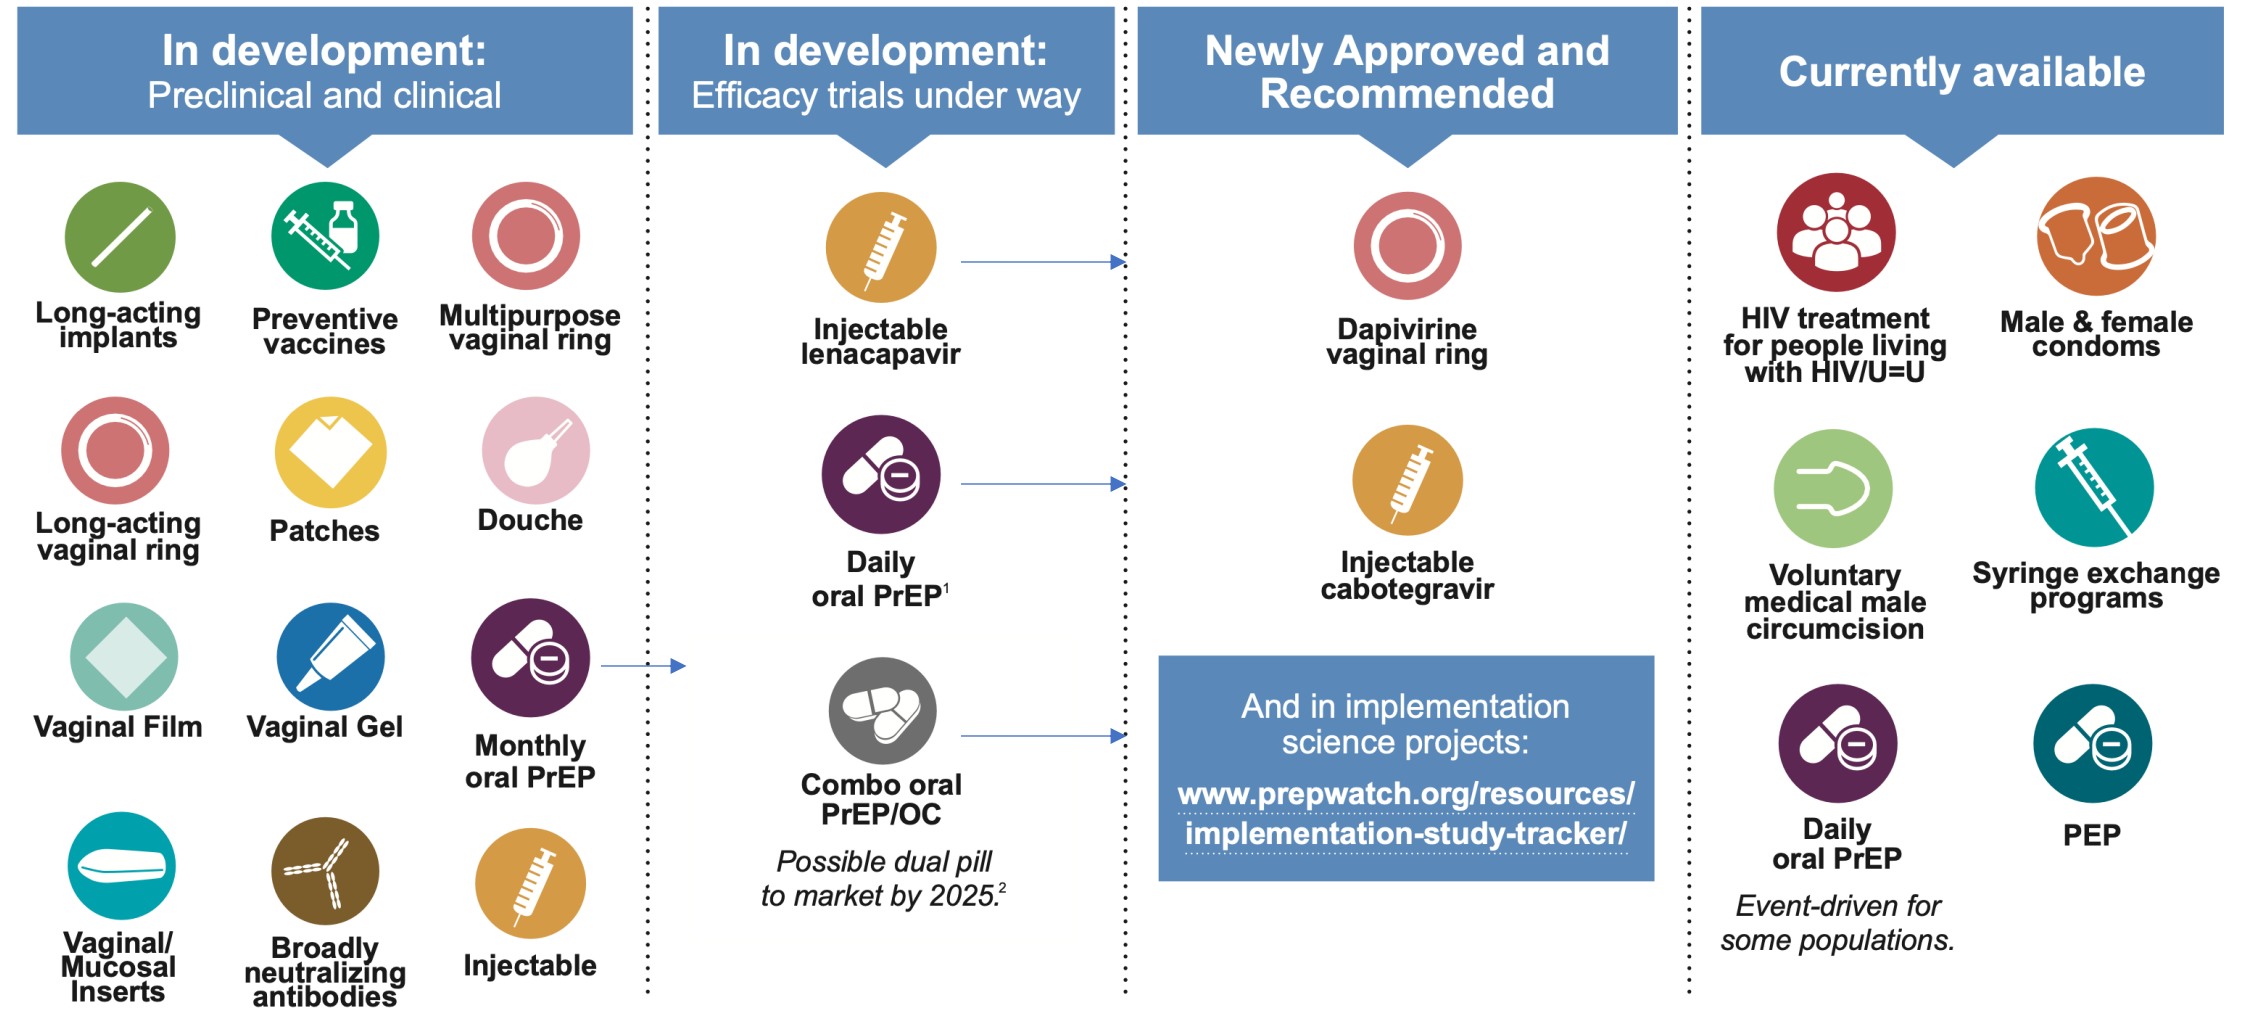 In development:
Preclinical and clinical
Long-acting
implants
Preventive
vaccines
Multipurpose
vaginal ring
Long-acting
vaginal ring
Patches
Douche
Vaginal Film
Vaginal Gel
Monthly
oral PrEP
Vaginal/
Mucosal
Inserts
Broadly
neutralizing
antibodies
Injectable
In development:
Efficacy trials under way
Injectable
lenacapavir
Daily
oral PrEP¹
Combo oral
PrEP/OC
Possible dual pill
to market by 2025.²
Newly Approved and
Recommended
Dapivirine
vaginal ring
Injectable
cabotegravir
And in implementation
science projects:
www.prepwatch.org/resources/
implementation-study-tracker/
Currently available
HIV treatment
for people living
with HIV/U=U
Male & female
condoms
Voluntary
medical male
circumcision
Syringe exchange
programs
Daily
oral PrEP
Event-driven for
some populations.
PEP